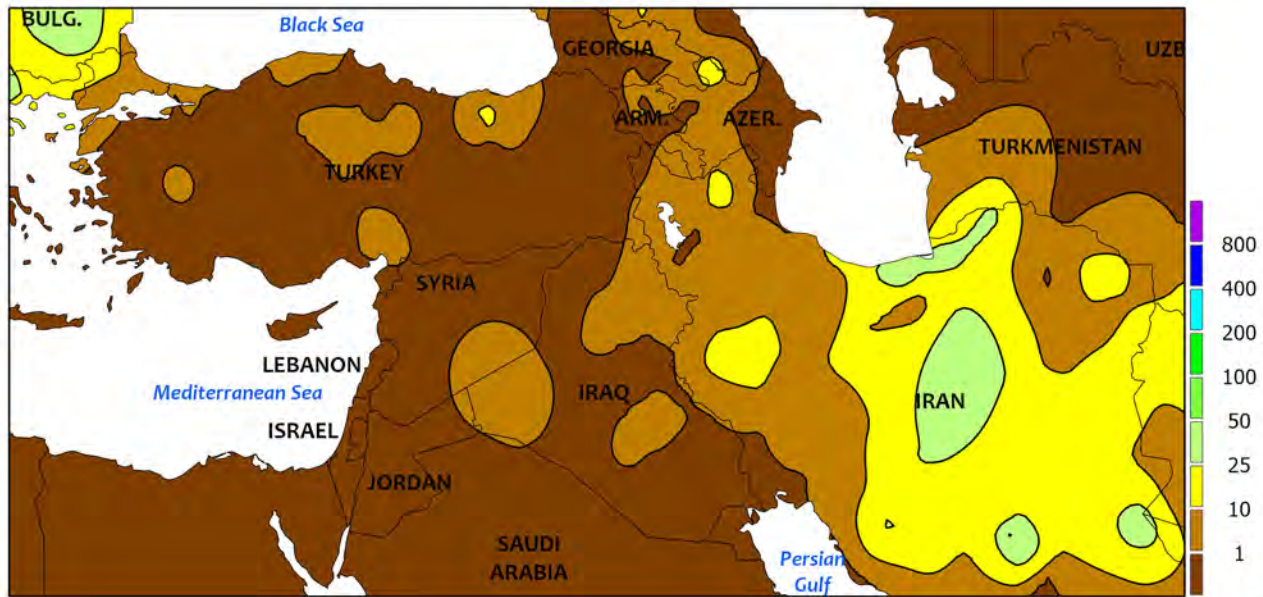 BULG.
Black Sea
GEORGIA
UZB
ARM.
AZER.
TURKMENISTAN
TURKEY
SYRIA
LEBANON
Mediterranean Sea
ISRAEL
IRAQ
IRAN
JORDAN
SAUDI
ARABIA
Persian
Gulf
800
400
200
100
50
25
10
1